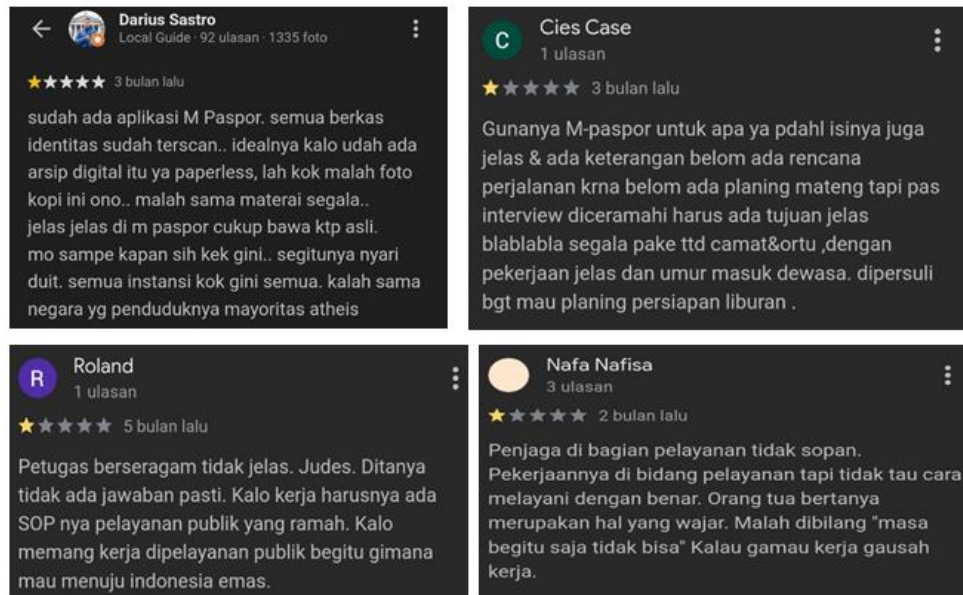 Darius Sastro
Local Guide · 92 ulasan · 1335 foto
3 bulan lalu
sudah ada aplikasi M Paspor. semua berkas
identitas sudah terscan.. idealnya kalo udah ada
arsip digital itu ya paperless, lah kok malah foto
kopi ini ono.. malah sama materai segala..
jelas jelas di m paspor cukup bawa ktp asli.
mo sampe kapan sih kek gini.. segitunya nyari
duit. semua instansi kok gini semua. kalah sama
negara yg penduduknya mayoritas atheis
C
Cies Case
1 ulasan
3 bulan lalu
Gunanya M-paspor untuk apa ya pdahl isinya juga
jelas & ada keterangan belom ada rencana
perjalanan krna belom ada planing mateng tapi pas
interview diceramahi harus ada tujuan jelas
blablabla segala pake ttd camat&ortu ,dengan
pekerjaan jelas dan umur masuk dewasa. dipersuli
bgt mau planing persiapan liburan .
R
Roland
1 ulasan
5 bulan lalu
Petugas berseragam tidak jelas. Judes. Ditanya
tidak ada jawaban pasti. Kalo kerja harusnya ada
SOP nya pelayanan publik yang ramah. Kalo
memang kerja dipelayanan publik begitu gimana
mau menuju indonesia emas.
Nafa Nafisa
3 ulasan
2 bulan lalu
Penjaga di bagian pelayanan tidak sopan.
Pekerjaannya di bidang pelayanan tapi tidak tau cara
melayani dengan benar. Orang tua bertanya
merupakan hal yang wajar. Malah dibilang "masa
begitu saja tidak bisa" Kalau gamau kerja gausah
kerja.